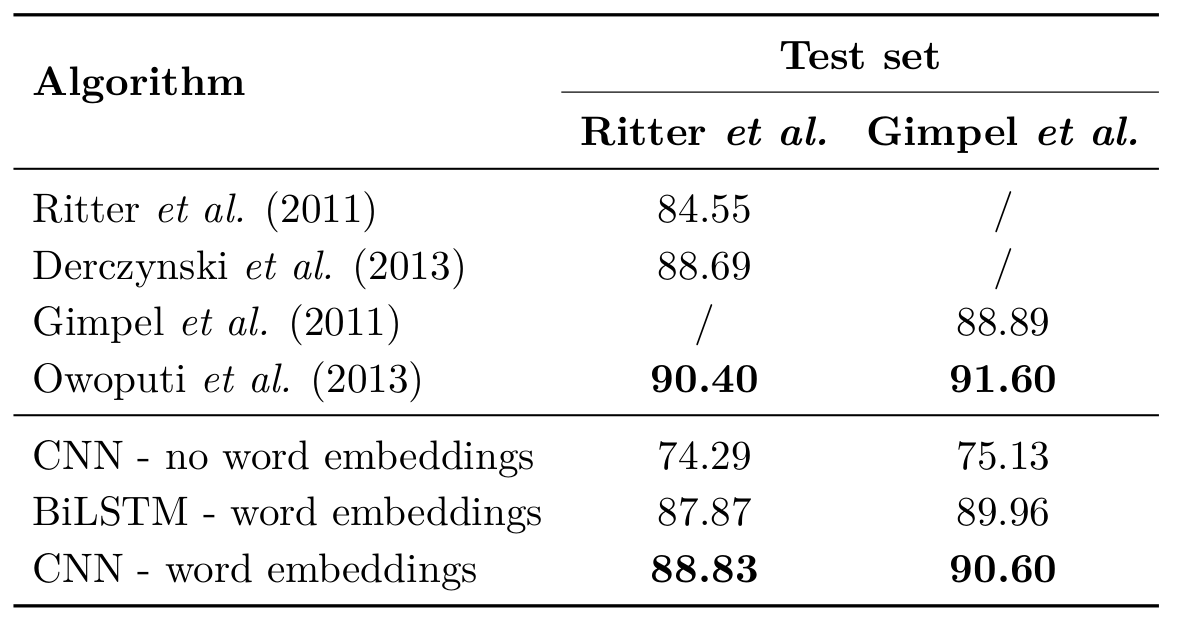 Algorithm Test set
Ritter et al. Gimpel et al.
Ritter et al. (2011) 84.55 /
Derczynski et al. (2013) 88.69 /
Gimpel et al. (2011) / 88.89
Owoputi et al. (2013) 90.40 91.60
CNN - no word embeddings 74.29 75.13
BiLSTM - word embeddings 87.87 89.96
CNN - word embeddings 88.83 90.60